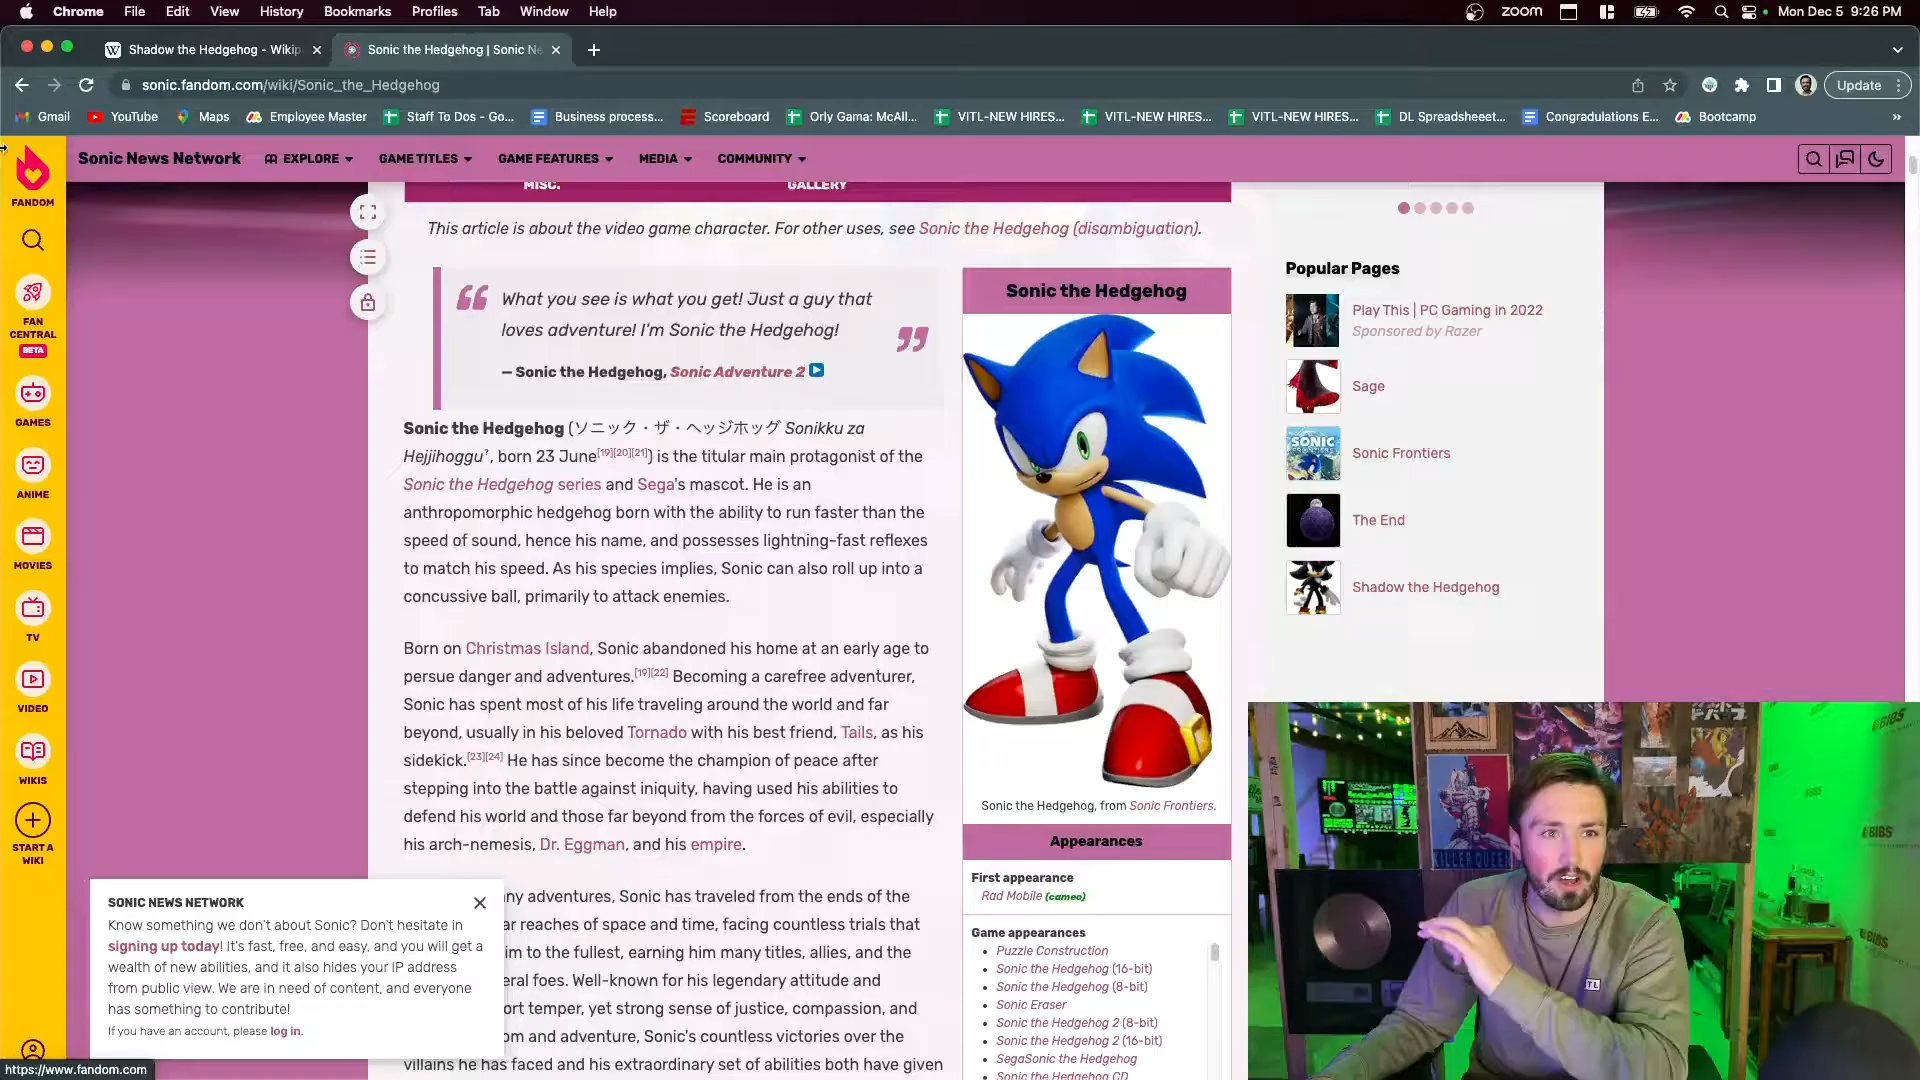 Chrome File Edit View History Bookmarks Profiles Tab Window Help
zoom Mon Dec 5 9:26 PM
Shadow the Hedgehog - Wikip
Sonic the Hedgehog | Sonic Ne
sonic.fandom.com/wiki/Sonic_the_Hedgehog
Update
Gmail YouTube Maps Employee Master Staff To Dos - Go... Business process... Scoreboard Orly Gama: McAll... VITL-NEW HIRES... VITL-NEW HIRES... VITL-NEW HIRES... DL Spreadsheeet... Congradulations E... Bootcamp »
Sonic News Network EXPLORE GAME TITLES GAME FEATURES MEDIA COMMUNITY
FANDOM
FAN
CENTRAL
BETA
GAMES
ANIME
MOVIES
TV
VIDEO
WIKIS
START A
WIKI
MISC. GALLERY
This article is about the video game character. For other uses, see Sonic the Hedgehog (disambiguation).
What you see is what you get! Just a guy that
loves adventure! I'm Sonic the Hedgehog!
— Sonic the Hedgehog, Sonic Adventure 2
Sonic the Hedgehog (ソニック・ザ・ヘッジホッグ Sonikku za
Hejjihoggu?, born 23 June[19][20][21]) is the titular main protagonist of the
Sonic the Hedgehog series and Sega's mascot. He is an
anthropomorphic hedgehog born with the ability to run faster than the
speed of sound, hence his name, and possesses lightning-fast reflexes
to match his speed. As his species implies, Sonic can also roll up into a
concussive ball, primarily to attack enemies.
Born on Christmas Island, Sonic abandoned his home at an early age to
persue danger and adventures.[19][22] Becoming a carefree adventurer,
Sonic has spent most of his life traveling around the world and far
beyond, usually in his beloved Tornado with his best friend, Tails, as his
sidekick.[23][24] He has since become the champion of peace after
stepping into the battle against iniquity, having used his abilities to
defend his world and those far beyond from the forces of evil, especially
his arch-nemesis, Dr. Eggman, and his empire.
ny adventures, Sonic has traveled from the ends of the
ar reaches of space and time, facing countless trials that
im to the fullest, earning him many titles, allies, and the
eral foes. Well-known for his legendary attitude and
ort temper, yet strong sense of justice, compassion, and
om and adventure, Sonic's countless victories over the
villains he has faced and his extraordinary set of abilities both have given
Sonic the Hedgehog
Sonic the Hedgehog, from Sonic Frontiers.
Appearances
First appearance
Rad Mobile (cameo)
Game appearances
Puzzle Construction
Sonic the Hedgehog (16-bit)
Sonic the Hedgehog (8-bit)
Sonic Eraser
Sonic the Hedgehog 2 (8-bit)
Sonic the Hedgehog 2 (16-bit)
SegaSonic the Hedgehog
Sonic the Hedgehog CD
Popular Pages
Play This | PC Gaming in 2022
Sponsored by Razer
Sage
SONIC
Sonic Frontiers
The End
Shadow the Hedgehog
SONIC NEWS NETWORK
Know something we don't about Sonic? Don't hesitate in
signing up today! It's fast, free, and easy, and you will get a
wealth of new abilities, and it also hides your IP address
from public view. We are in need of content, and everyone
has something to contribute!
If you have an account, please log in.
https://www.fandom.com
KILLER QUEEN
BIBS